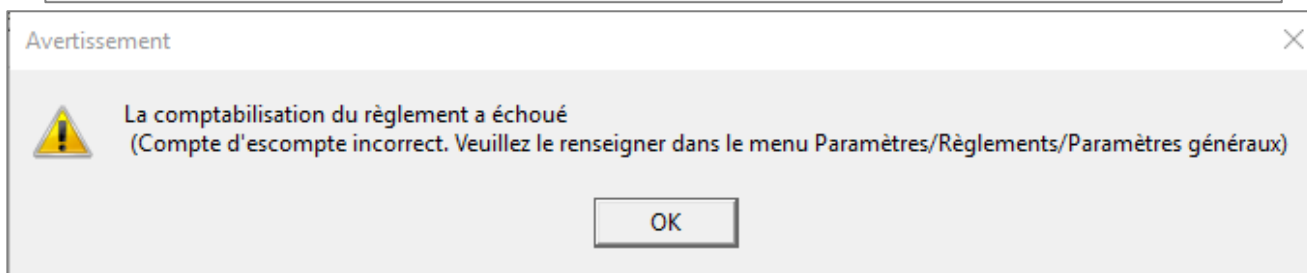 Avertissement
La comptabilisation du règlement a échoué
(Compte d'escompte incorrect. Veuillez le renseigner dans le menu Paramètres/Règlements/Paramètres généraux)
OK